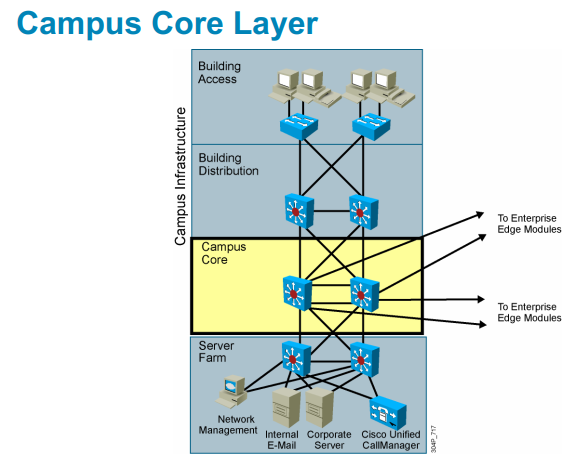 Campus Core Layer
Building
Access
Campus Infrastructure
Building
Distribution
To Enterprise
Edge Modules
Campus
Core
To Enterprise
Edge Modules
Server
Farm
Network
Management
Internal
E-Mail
Corporate
Server
Cisco Unified
CallManager
304P_717